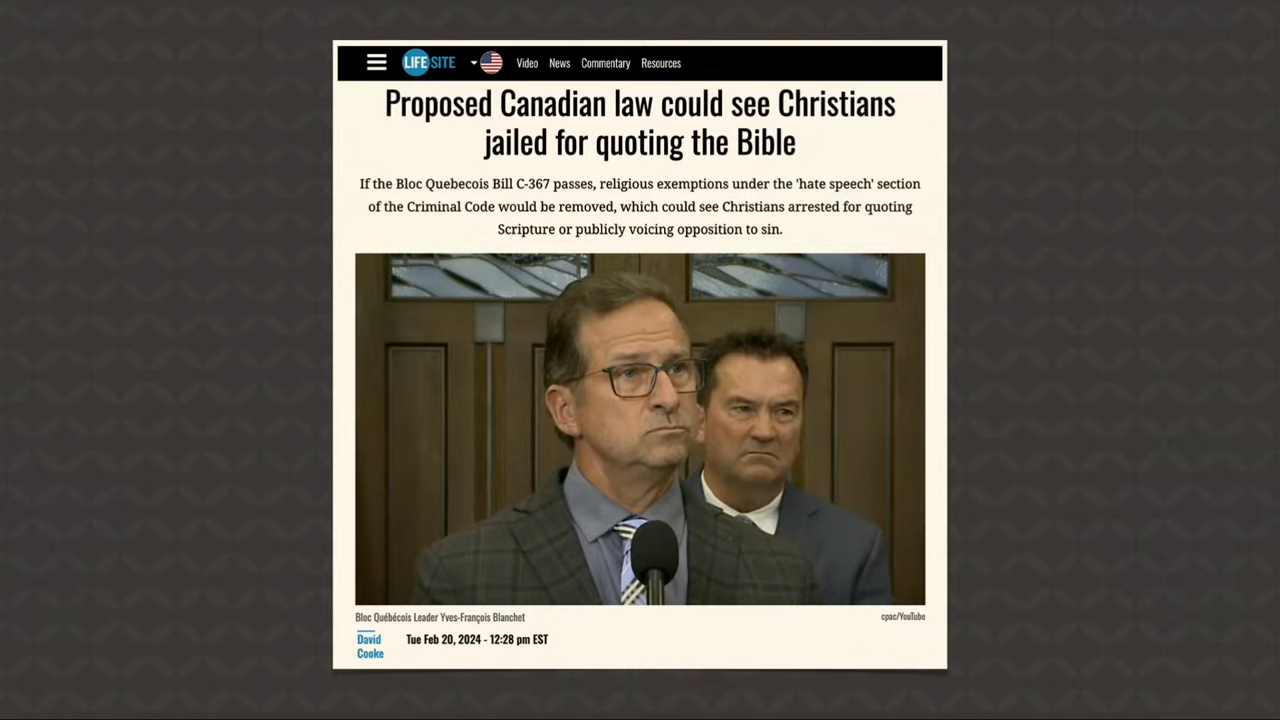 LIFE SITE Video News Commentary Resources
Proposed Canadian law could see Christians
jailed for quoting the Bible
If the Bloc Quebecois Bill C-367 passes, religious exemptions under the 'hate speech' section
of the Criminal Code would be removed, which could see Christians arrested for quoting
Scripture or publicly voicing opposition to sin.
Bloc Québécois Leader Yves-François Blanchet cpac/YouTube
David Tue Feb 20, 2024 - 12:28 pm EST
Cooke